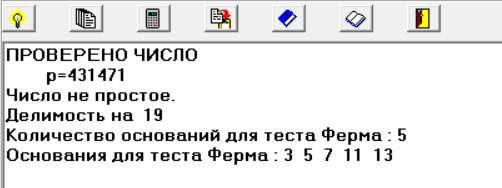 ПРОВЕРЕНО ЧИСЛО
p=431471
Число не простое.
Делимость на 19
Количество оснований для теста Ферма : 5
Основания для теста Ферма : 3 5 7 11 13